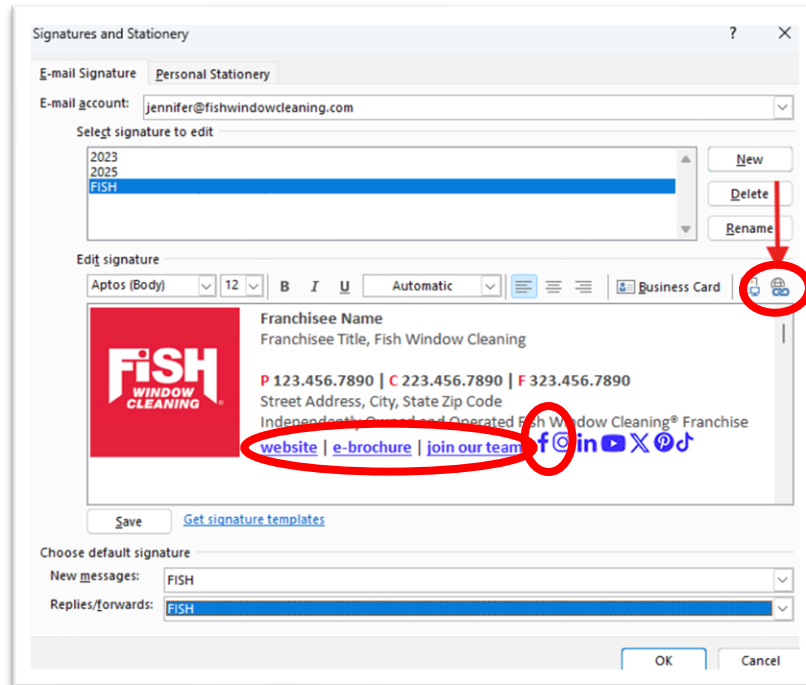 Signatures and Stationery ?
E-mail Signature Personal Stationery
E-mail account: jennifer@fishwindowcleaning.com
Select signature to edit
2023
2025
FISH
New
Delete
Rename
Edit signature
Aptos (Body) 12 B I U Automatic Business Card
FiSH
WINDOW
CLEANING
Franchisee Name
Franchisee Title, Fish Window Cleaning
P 123.456.7890 | C 223.456.7890 | F 323.456.7890
Street Address, City, State Zip Code
Independently Owned and Operated Fish Window Cleaning® Franchise
website | e-brochure | join our team
Save Get signature templates
Choose default signature
New messages: FISH
Replies/forwards: FISH
OK Cancel